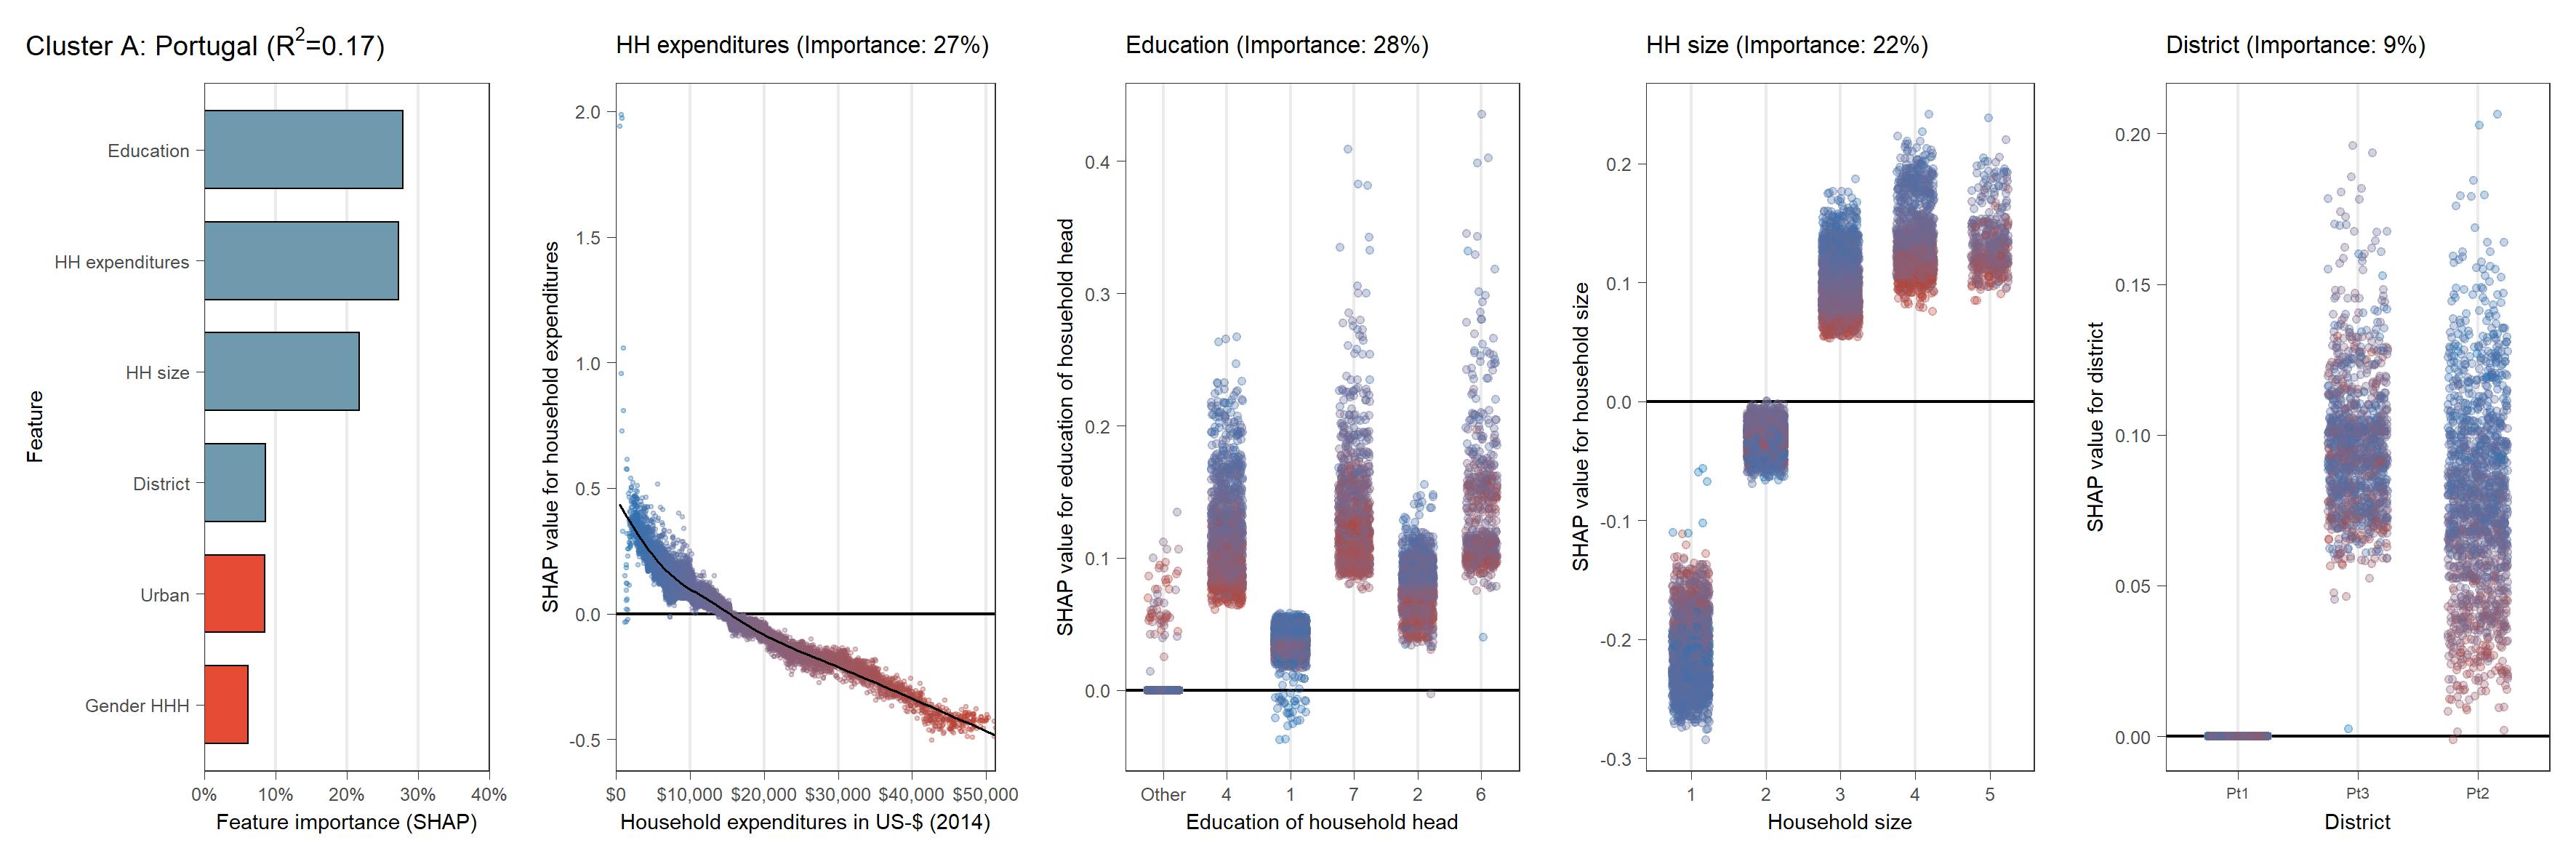 Cluster A: Portugal (R2=0.17)
Education
HH expenditures
HH size
District
Urban
Gender HHH
Feature
0% 10% 20% 30% 40%
Feature importance (SHAP)
HH expenditures (Importance: 27%)
2.0
1.5
1.0
0.5
0.0
-0.5
SHAP value for household expenditures
$0 $10,000 $20,000 $30,000 $40,000 $50,000
Household expenditures in US-$ (2014)
Education (Importance: 28%)
0.4
0.3
0.2
0.1
0.0
SHAP value for education of hosuehold head
Other 4 1 7 2 6
Education of household head
HH size (Importance: 22%)
0.2
0.1
0.0
-0.1
-0.2
-0.3
SHAP value for household size
1 2 3 4 5
Household size
District (Importance: 9%)
0.20
0.15
0.10
0.05
0.00
SHAP value for district
Pt1 Pt3 Pt2
District